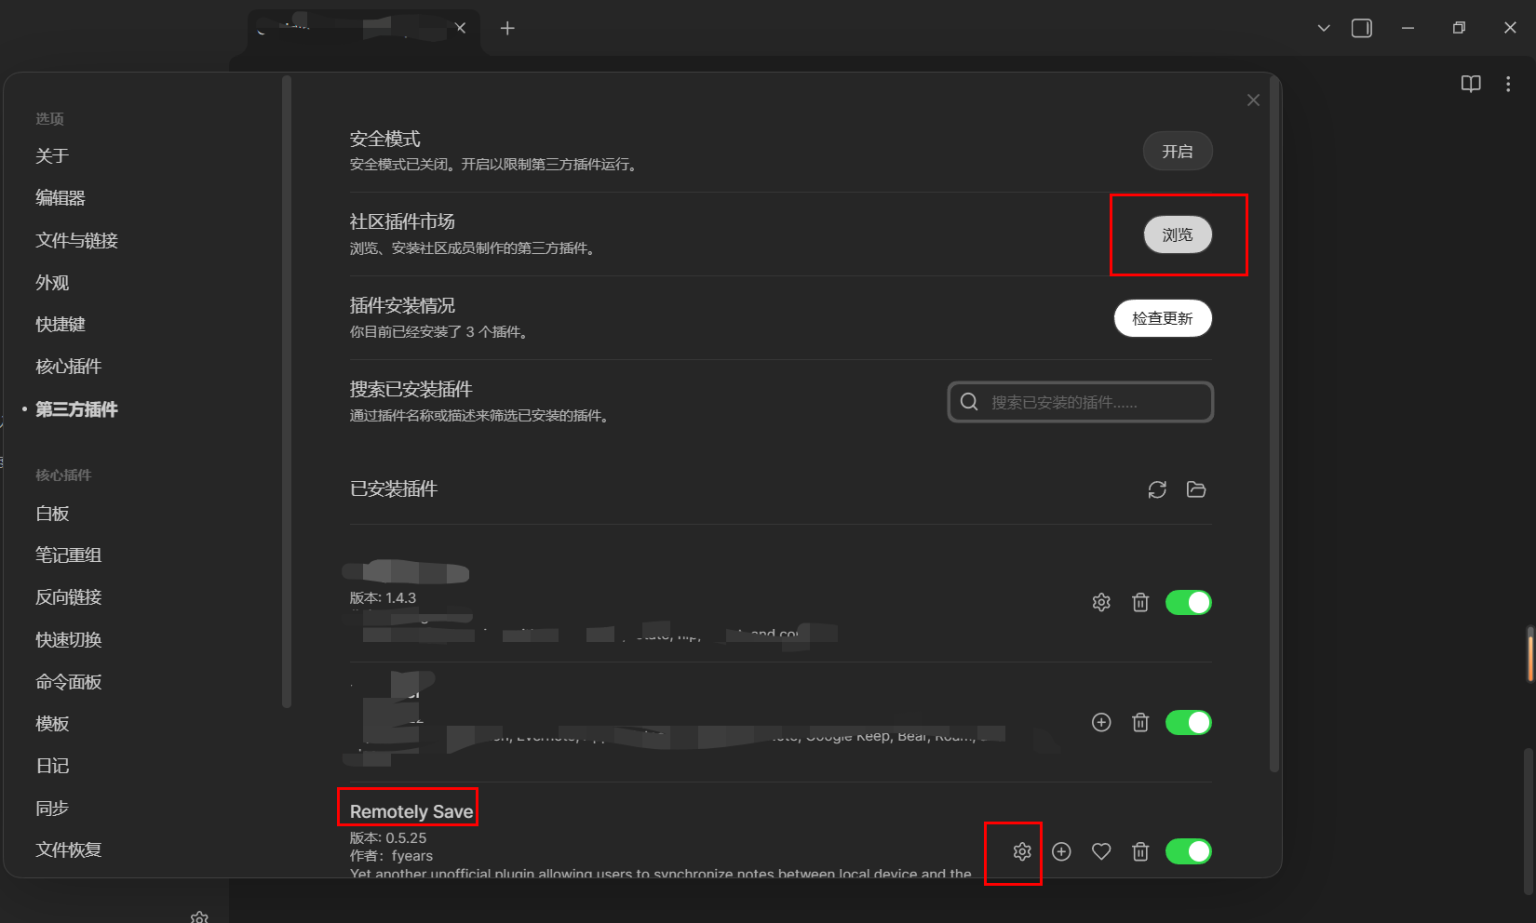 选项
关于
编辑器
文件与链接
外观
快捷键
核心插件
第三方插件
核心插件
白板
笔记重组
反向链接
快速切换
命令面板
模板
日记
同步
文件恢复
安全模式
安全模式已关闭。开启以限制第三方插件运行。
开启
社区插件市场
浏览、安装社区成员制作的第三方插件。
浏览
插件安装情况
你目前已经安装了 3 个插件。
检查更新
搜索已安装插件
通过插件名称或描述来筛选已安装的插件。
搜索已安装的插件......
已安装插件
版本: 1.4.3
and
Evernote,
Google Keep, Bear, Roam,
Remotely Save
版本: 0.5.25
作者：fyears
Yet another unofficial plugin allowing users to synchronize notes between local device and the